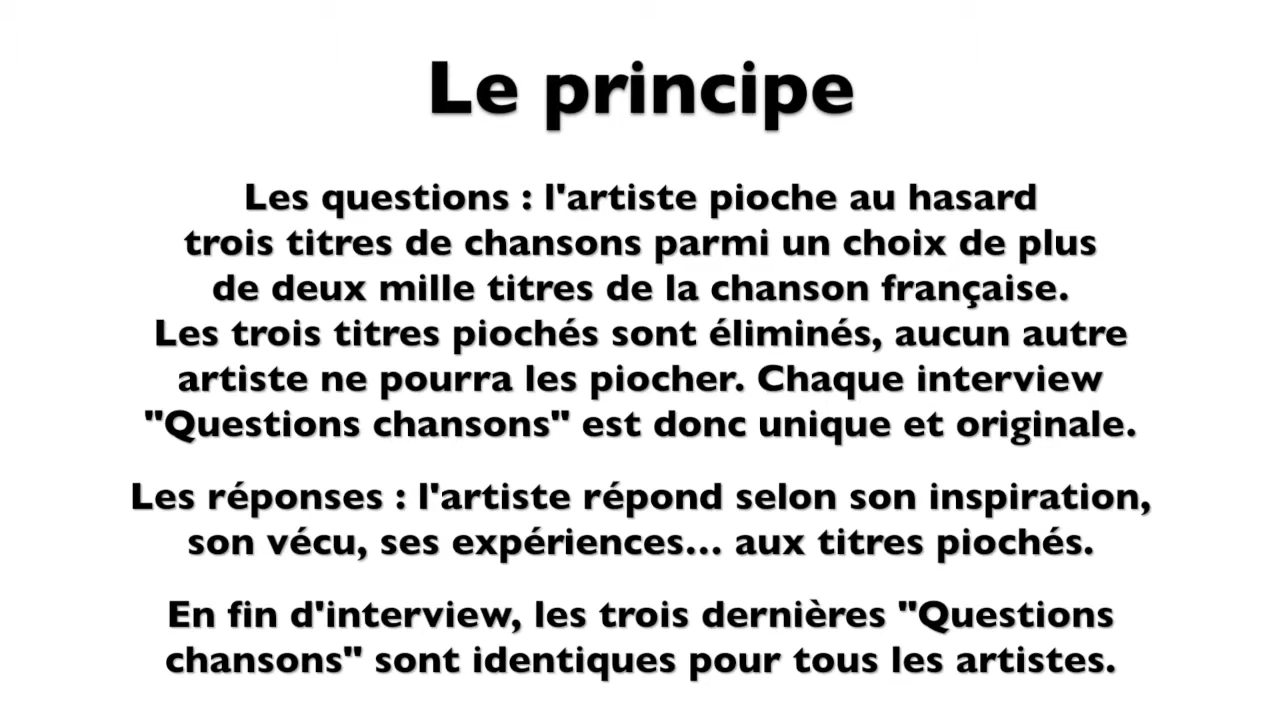 Le principe
Les questions : l'artiste pioche au hasard
trois titres de chansons parmi un choix de plus
de deux mille titres de la chanson française.
Les trois titres piochés sont éliminés, aucun autre
artiste ne pourra les piocher. Chaque interview
"Questions chansons" est donc unique et originale.
Les réponses : l'artiste répond selon son inspiration,
son vécu, ses expériences… aux titres piochés.
En fin d'interview, les trois dernières "Questions
chansons" sont identiques pour tous les artistes.